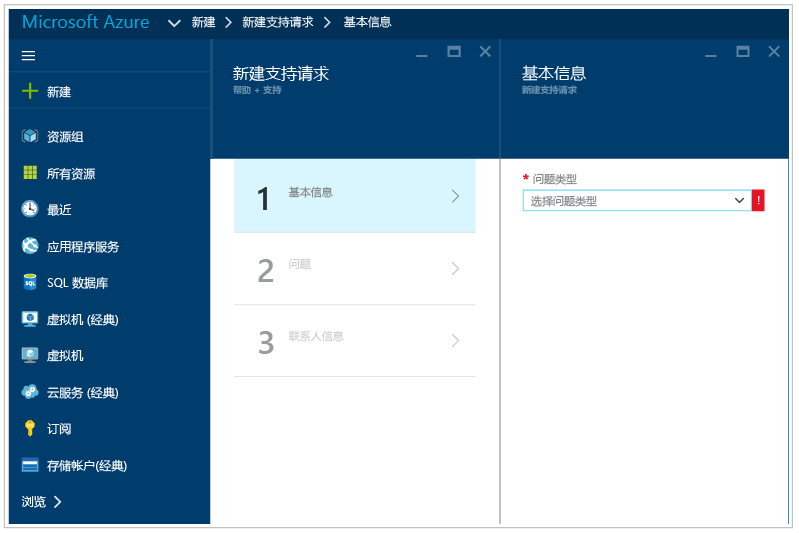 Microsoft Azure 新建 新建支持请求 基本信息
新建
资源组
所有资源
最近
应用程序服务
SQL 数据库
虚拟机 (经典)
虚拟机
云服务 (经典)
订阅
存储帐户(经典)
浏览
新建支持请求
帮助 + 支持
1 基本信息
2 问题
3 联系人信息
基本信息
新建支持请求
* 问题类型
选择问题类型 !